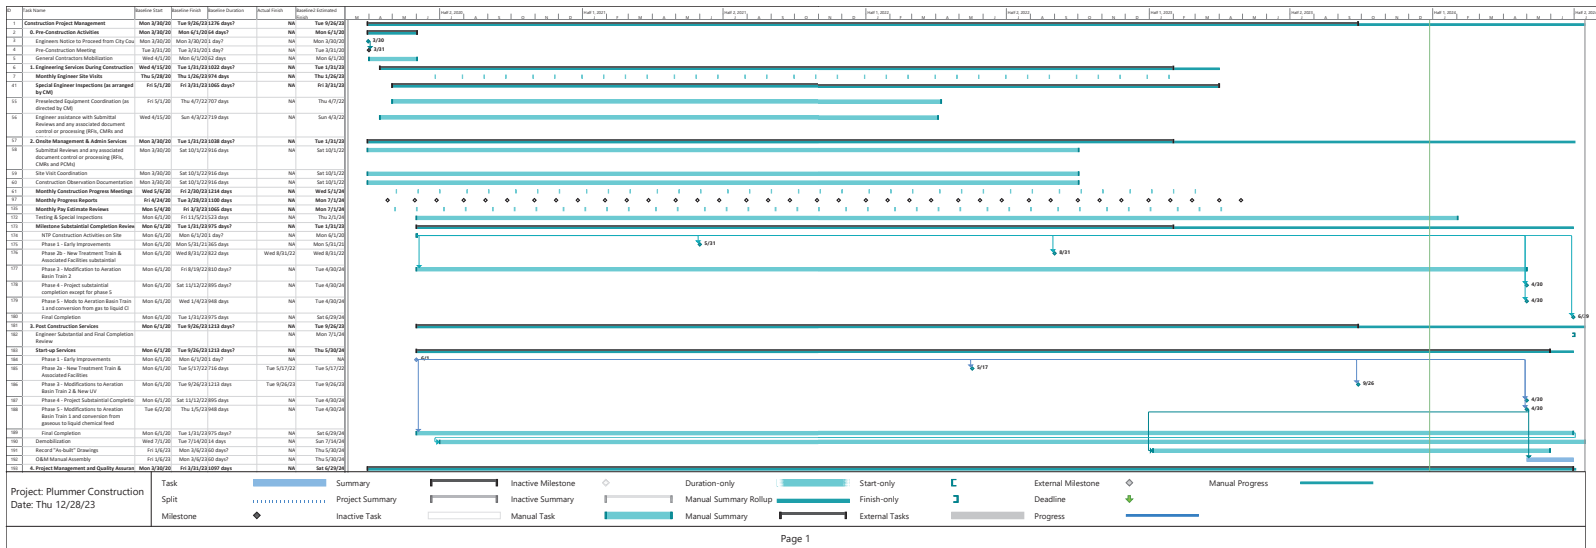 ID Task Name Baseline Start Baseline Finish Baseline Duration Actual Finish Baseline2 Estimated Finish
Half 2, 2020 Half 1, 2021 Half 2, 2021 Half 1, 2022 Half 2, 2022 Half 1, 2023 Half 2, 2023 Half 1, 2024
1 Construction Project Management Mon 3/30/20 Tue 9/26/23 1276 days? NA Tue 9/26/23
2 0. Pre-Construction Activities Mon 3/30/20 Mon 6/1/20 64 days? NA Mon 6/1/20
3 Engineers Notice to Proceed from City Cou Mon 3/30/20 Mon 3/30/20 1 day? NA Mon 3/30/20 3/30
4 Pre-Construction Meeting Tue 3/31/20 Tue 3/31/20 1 day? NA Tue 3/31/20 3/31
5 General Contractors Mobilization Wed 4/1/20 Mon 6/1/20 62 days NA Mon 6/1/20
6 1. Engineering Services During Construction Wed 4/15/20 Tue 1/31/23 1022 days? NA Tue 1/31/23
7 Monthly Engineer Site Visits Thu 5/28/20 Thu 1/26/23 974 days NA Thu 1/26/23
41 Special Engineer Inspections (as arranged
by CM) Fri 5/1/20 Fri 3/31/23 1065 days? NA Fri 3/31/23
55 Preselected Equipment Coordination (as
directed by CM) Fri 5/1/20 Thu 4/7/22 707 days NA Thu 4/7/22
56 Engineer assistance with Submittal
Reviews and any associated document
control or processing (RFIs, CMRs and Wed 4/15/20 Sun 4/3/22 719 days NA Sun 4/3/22
57 2. Onsite Management & Admin Services Mon 3/30/20 Tue 1/31/23 1038 days? NA Tue 1/31/23
58 Submittal Reviews and any associated
document control or processing (RFIs,
CMRs and PCMs) Mon 3/30/20 Sat 10/1/22 916 days NA Sat 10/1/22
59 Site Visit Coordination Mon 3/30/20 Sat 10/1/22 916 days NA Sat 10/1/22
60 Construction Observation Documentation Mon 3/30/20 Sat 10/1/22 916 days NA Sat 10/1/22
61 Monthly Construction Progress Meetings Wed 5/6/20 Fri 2/30/23 1214 days NA Wed 5/1/24
97 Monthly Progress Reports Fri 4/24/20 Tue 3/28/23 1100 days NA Mon 7/1/24
135 Monthly Pay Estimate Reviews Mon 5/4/20 Fri 3/3/23 1065 days NA Mon 7/1/24
172 Testing & Special Inspections Mon 6/1/20 Fri 11/5/21 523 days NA Thu 2/1/24
173 Milestone Substaintial Completion Review Mon 6/1/20 Tue 1/31/23 975 days? NA Tue 1/31/23
174 NTP Construction Activities on Site Mon 6/1/20 Mon 6/1/20 1 day? NA Mon 6/1/20
175 Phase 1 - Early Improvements Mon 6/1/20 Mon 5/31/21 365 days NA Mon 5/31/21 5/31
176 Phase 2b - New Treatment Train &
Associated Facilities substaintial Mon 6/1/20 Wed 8/31/22 822 days Wed 8/31/22 Wed 8/31/22 8/31
177 Phase 3 - Modification to Aeration
Basin Train 2 Mon 6/1/20 Fri 8/19/22 810 days? NA Tue 4/30/24
178 Phase 4 - Project substaintial
completion except for phase 5 Mon 6/1/20 Sat 11/12/22 895 days? NA Tue 4/30/24 4/30
179 Phase 5 - Mods to Aeration Basin Train
1 and conversion from gas to liquid Cl Mon 6/1/20 Wed 1/4/23 948 days NA Tue 4/30/24 4/30
180 Final Completion Mon 6/1/20 Tue 1/31/23 975 days NA Sat 6/29/24 6/29
181 3. Post Construction Services Mon 6/1/20 Tue 9/26/23 1213 days? NA Tue 9/26/23
182 Engineer Substantial and Final Completion
Review NA Mon 7/1/24
183 Start-up Services Mon 6/1/20 Tue 9/26/23 1213 days? NA Thu 5/30/24
184 Phase 1 - Early Improvements Mon 6/1/20 Mon 6/1/20 1 day? NA NA 6/1
185 Phase 2a - New Treatment Train &
Associated Facilities Mon 6/1/20 Tue 5/17/22 716 days Tue 5/17/22 Tue 5/17/22 5/17
186 Phase 3 - Modifications to Aeration
Basin Train 2 & New UV Mon 6/1/20 Tue 9/26/23 1213 days Tue 9/26/23 Tue 9/26/23 9/26
187 Phase 4 - Project Substaintial Completio Mon 6/1/20 Sat 11/12/22 895 days NA Tue 4/30/24 4/30
188 Phase 5 - Modifications to Areation
Basin Train 1 and conversion from
gaseous to liquid chemical feed Tue 6/2/20 Thu 1/5/23 948 days NA Tue 4/30/24 4/30
189 Final Completion Mon 6/1/20 Tue 1/31/23 975 days? NA Sat 6/29/24
190 Demobilization Wed 7/1/20 Tue 7/14/20 14 days NA Sun 7/14/24
191 Record "As-built" Drawings Fri 1/6/23 Mon 3/6/23 60 days? NA Thu 5/30/24
192 O&M Manual Assembly Fri 1/6/23 Mon 3/6/23 60 days? NA Thu 5/30/24
193 4. Project Management and Quality Assuran Mon 3/30/20 Fri 3/31/23 1097 days NA Sat 6/29/24
Project: Plummer Construction
Date: Thu 12/28/23
Task Summary Inactive Milestone Duration-only Start-only External Milestone Manual Progress
Split Project Summary Inactive Summary Manual Summary Rollup Finish-only Deadline
Milestone Inactive Task Manual Task Manual Summary External Tasks Progress
Page 1